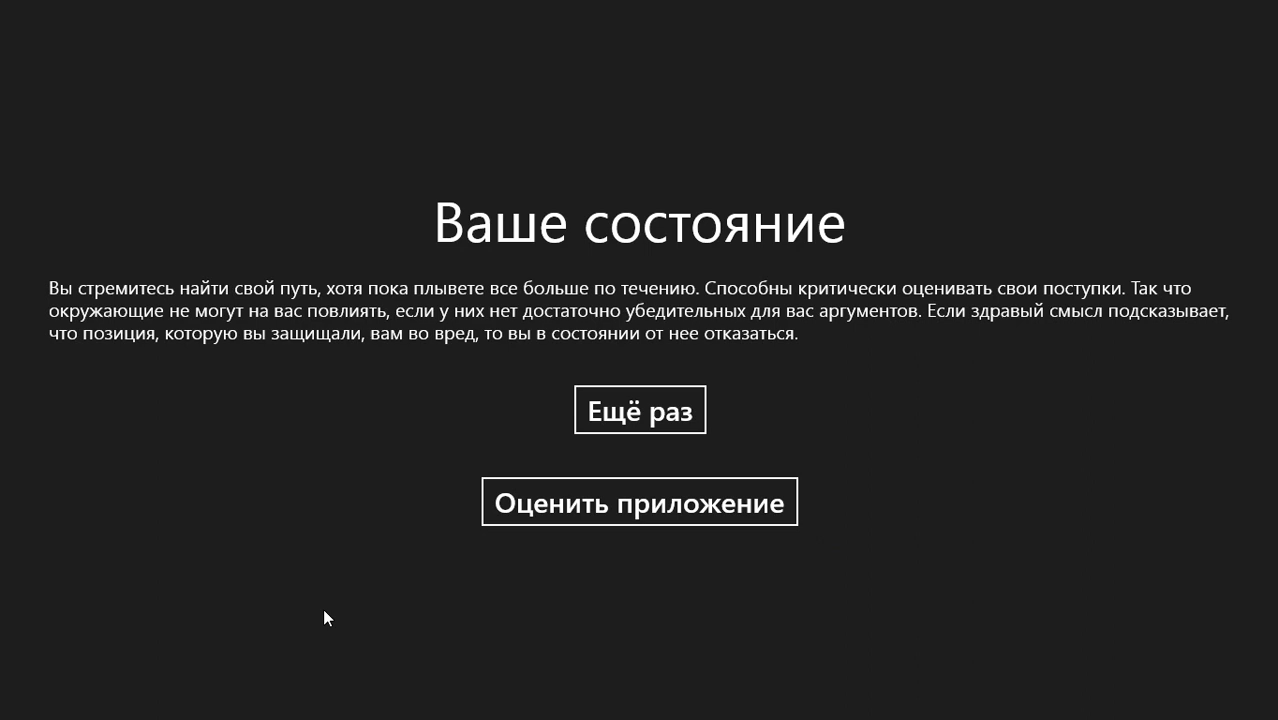 Ваше состояние
Вы стремитесь найти свой путь, хотя пока плывете все больше по течению. Способны критически оценивать свои поступки. Так что
окружающие не могут на вас повлиять, если у них нет достаточно убедительных для вас аргументов. Если здравый смысл подсказывает,
что позиция, которую вы защищали, вам во вред, то вы в состоянии от нее отказаться.
Ещё раз
Оценить приложение